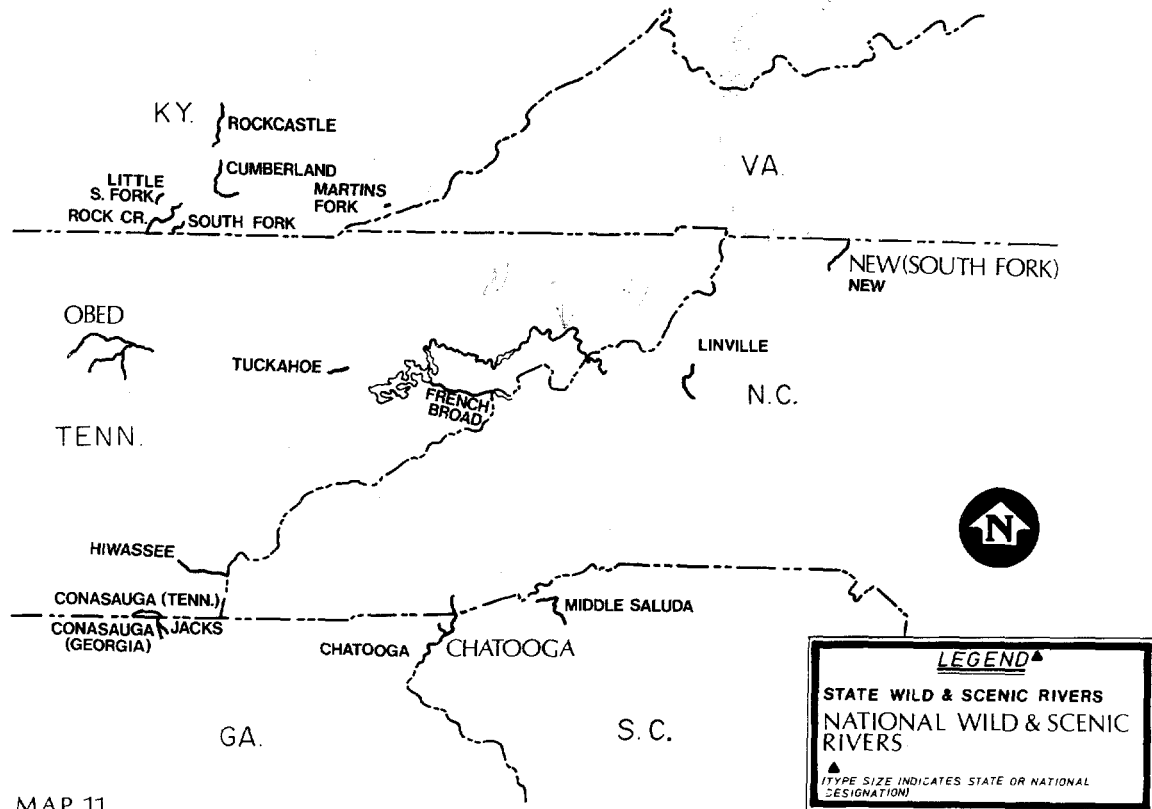 KY.
ROCKCASTLE
VA.
CUMBERLAND
LITTLE
S. FORK
MARTINS
FORK
ROCK CR.
SOUTH FORK
NEW (SOUTH FORK)
NEW
OBED
LINVILLE
TUCKAHOE
N.C.
FRENCH
BROAD
TENN.
N
HIWASSEE
CONASAUGA (TENN.)
MIDDLE SALUDA
CONASAUGA
(GEORGIA)
JACKS
CHATOOGA
CHATOOGA
GA.
S.C.
LEGEND▲
STATE WILD & SCENIC RIVERS
NATIONAL WILD & SCENIC
RIVERS
▲
(TYPE SIZE INDICATES STATE OR NATIONAL
DESIGNATION)
MAP 11